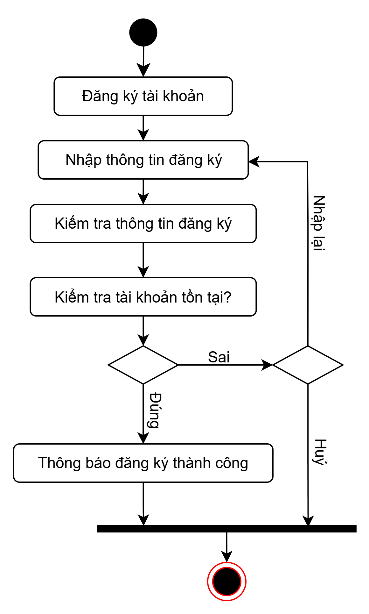 Đăng ký tài khoản
Nhập thông tin đăng ký
Nhập lại
Kiểm tra thông tin đăng ký
Kiểm tra tài khoản tồn tại?
Sai
Đúng
Huỷ
Thông báo đăng ký thành công